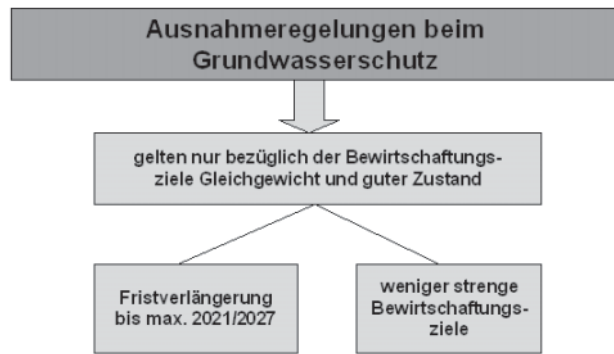 Ausnahmeregelungen beim
Grundwasserschutz
gelten nur bezüglich der Bewirtschaftungs-
ziele Gleichgewicht und guter Zustand
Fristverlängerung
bis max. 2021/2027
weniger strenge
Bewirtschaftungs-
ziele